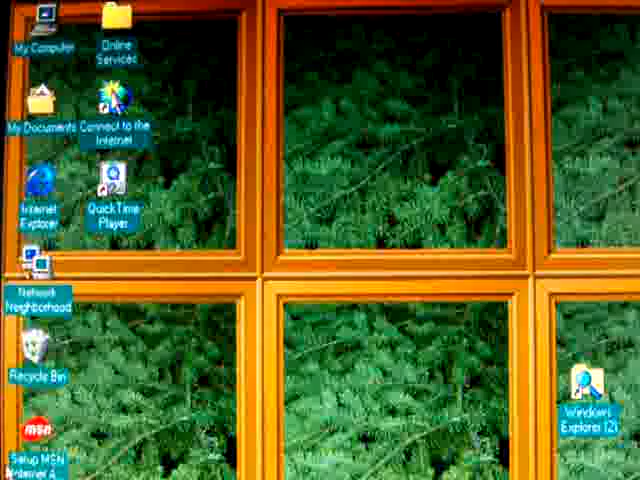 My Computer
Online
Services
My Documents
Connect to the
Internet
Internet
Explorer
QuickTime
Player
Network
Neighborhood
Recycle Bin
msn
Setup MSN
Internet A
Windows
Explorer (2)